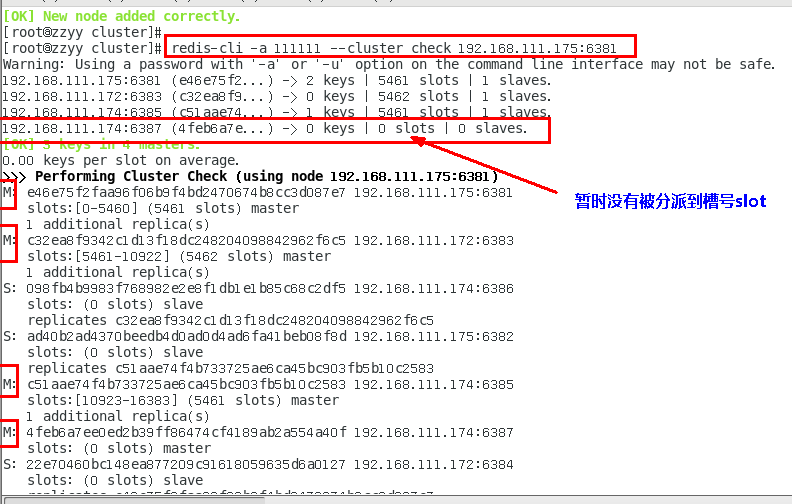 [OK] New node added correctly.
[root@zzyy cluster]#
[root@zzyy cluster]# redis-cli -a 111111 --cluster check 192.168.111.175:6381
Warning: Using a password with '-a' or '-u' option on the command line interface may not be safe.
192.168.111.175:6381 (e46e75f2...) -> 2 keys | 5461 slots | 1 slaves.
192.168.111.172:6383 (c32ea8f9...) -> 0 keys | 5462 slots | 1 slaves.
192.168.111.174:6385 (c51aae74...) -> 1 keys | 5461 slots | 1 slaves.
192.168.111.174:6387 (4feb6a7e...) -> 0 keys | 0 slots | 0 slaves.
[OK] 3 keys in 4 masters.
0.00 keys per slot on average.
>>> Performing Cluster Check (using node 192.168.111.175:6381)
M: e46e75f2faa96f06b9f4bd2470674b8cc3d087e7 192.168.111.175:6381
slots:[0-5460] (5461 slots) master
暂时没有被分派到槽号slot
1 additional replica(s)
M: c32ea8f9342c1d13f18dc248204098842962f6c5 192.168.111.172:6383
slots:[5461-10922] (5462 slots) master
1 additional replica(s)
S: 098fb4b9983f768982e2e8f1db1e1b85c68c2df5 192.168.111.174:6386
slots: (0 slots) slave
replicates c32ea8f9342c1d13f18dc248204098842962f6c5
S: ad40b2ad4370beedb4d0ad0d4ad6fa41beb08f8d 192.168.111.175:6382
slots: (0 slots) slave
replicates c51aae74f4b733725ae6ca45bc903fb5b10c2583
M: c51aae74f4b733725ae6ca45bc903fb5b10c2583 192.168.111.174:6385
slots:[10923-16383] (5461 slots) master
1 additional replica(s)
M: 4feb6a7ee0ed2b39ff86474cf4189ab2a554a40f 192.168.111.174:6387
slots: (0 slots) master
S: 22e70460bc148ea877209c91618059635d6a0127 192.168.111.172:6384
slots: (0 slots) slave
replicates